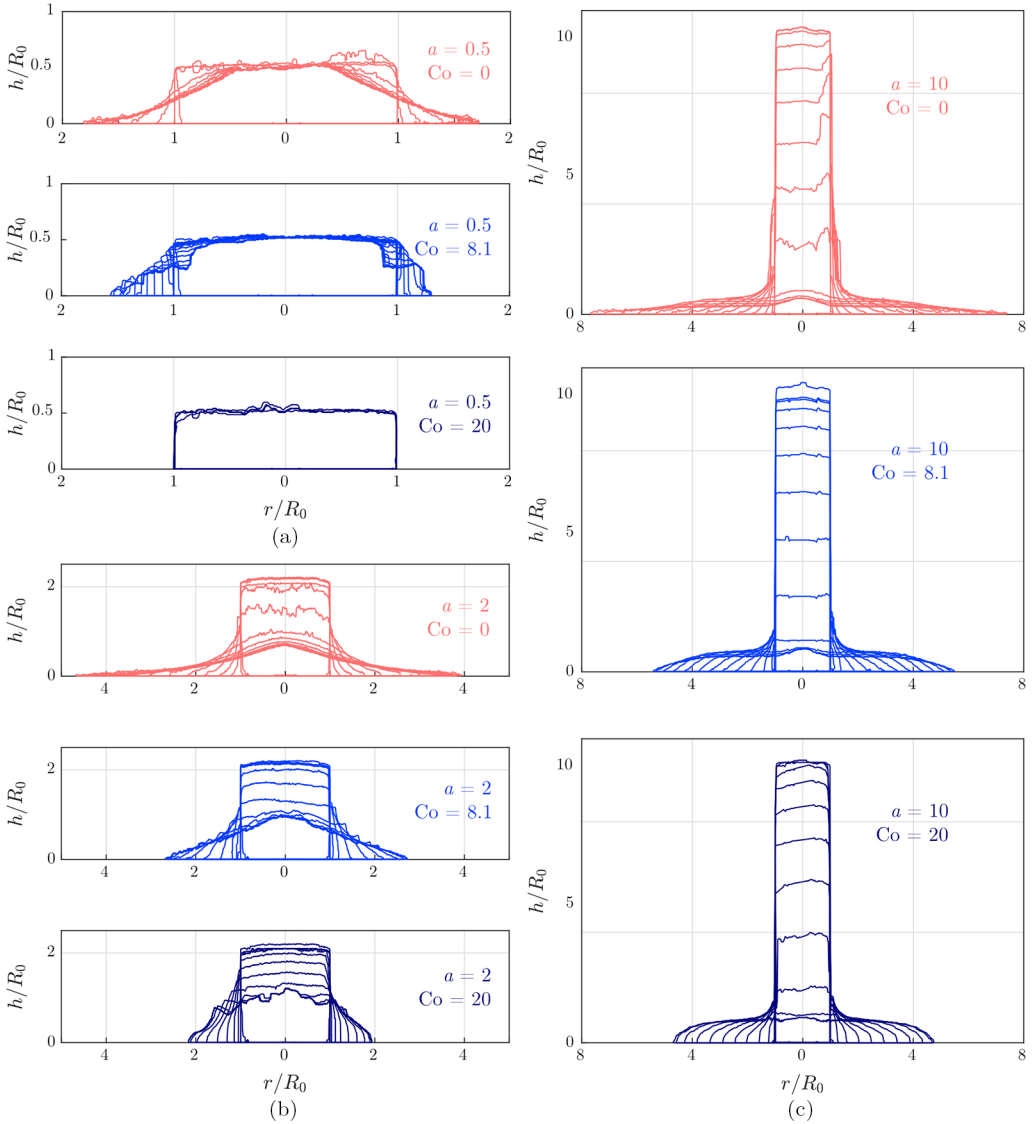 1
h/R₀
0.5
0
a = 0.5
Co = 0
2
1
0
1
2
1
h/R₀
0.5
0
a = 0.5
Co = 8.1
2
1
0
1
2
1
h/R₀
0.5
0
a = 0.5
Co = 20
2
1
0
1
2
r/R₀
(a)
2
h/R₀
0
a = 2
Co = 0
4
2
0
2
4
2
h/R₀
0
a = 2
Co = 8.1
4
2
0
2
4
2
h/R₀
0
a = 2
Co = 20
4
2
0
2
4
r/R₀
(b)
10
h/R₀
5
0
a = 10
Co = 0
8
4
0
4
8
10
h/R₀
5
0
a = 10
Co = 8.1
8
4
0
4
8
10
h/R₀
5
0
a = 10
Co = 20
8
4
0
4
8
r/R₀
(c)